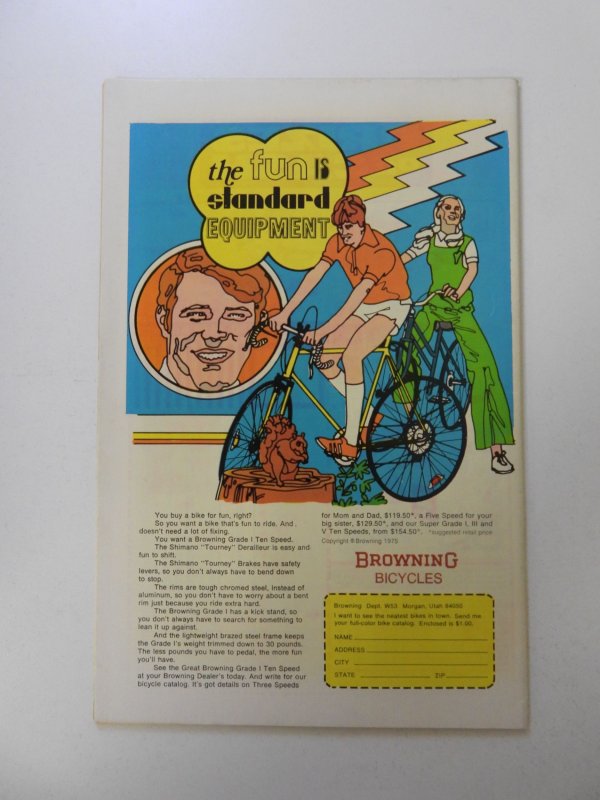 the fun IS
standard
EQUIPMENT
You buy a bike for fun, right?
So you want a bike that's fun to ride. And
doesn't need a lot of fixing.
You want a Browning Grade I Ten Speed.
The Shimano "Tourney" Derailleur is easy and
fun to shift.
The Shimano "Tourney" Brakes have safety
levers, so you don't always have to bend down
to stop.
The rims are tough chromed steel, instead of
aluminum, so you don't have to worry about a bent
rim just because you ride extra hard.
The Browning Grade I has a kick stand, so
you don't always have to search for something to
lean it up against.
And the lightweight brazed steel frame keeps
the Grade I's weight trimmed down to 30 pounds.
The less pounds you have to pedal, the more fun
you'll have.
See the Great Browning Grade I Ten Speed
at your Browning Dealer's today. And write for our
bicycle catalog. It's got details on Three Speeds
for Mom and Dad, $119.50*, a Five Speed for your
big sister, $129.50*, and our Super Grade I, III and
V Ten Speeds, from $154.50*. *suggested retail price
Copyright © Browning 1975
BROWNING
BICYCLES
Browning Dept. W53 Morgan, Utah 84050
I want to see the neatest bikes in town. Send me
your full-color bike catalog. Enclosed is $1.00.
NAME
ADDRESS
CITY
STATE ZIP